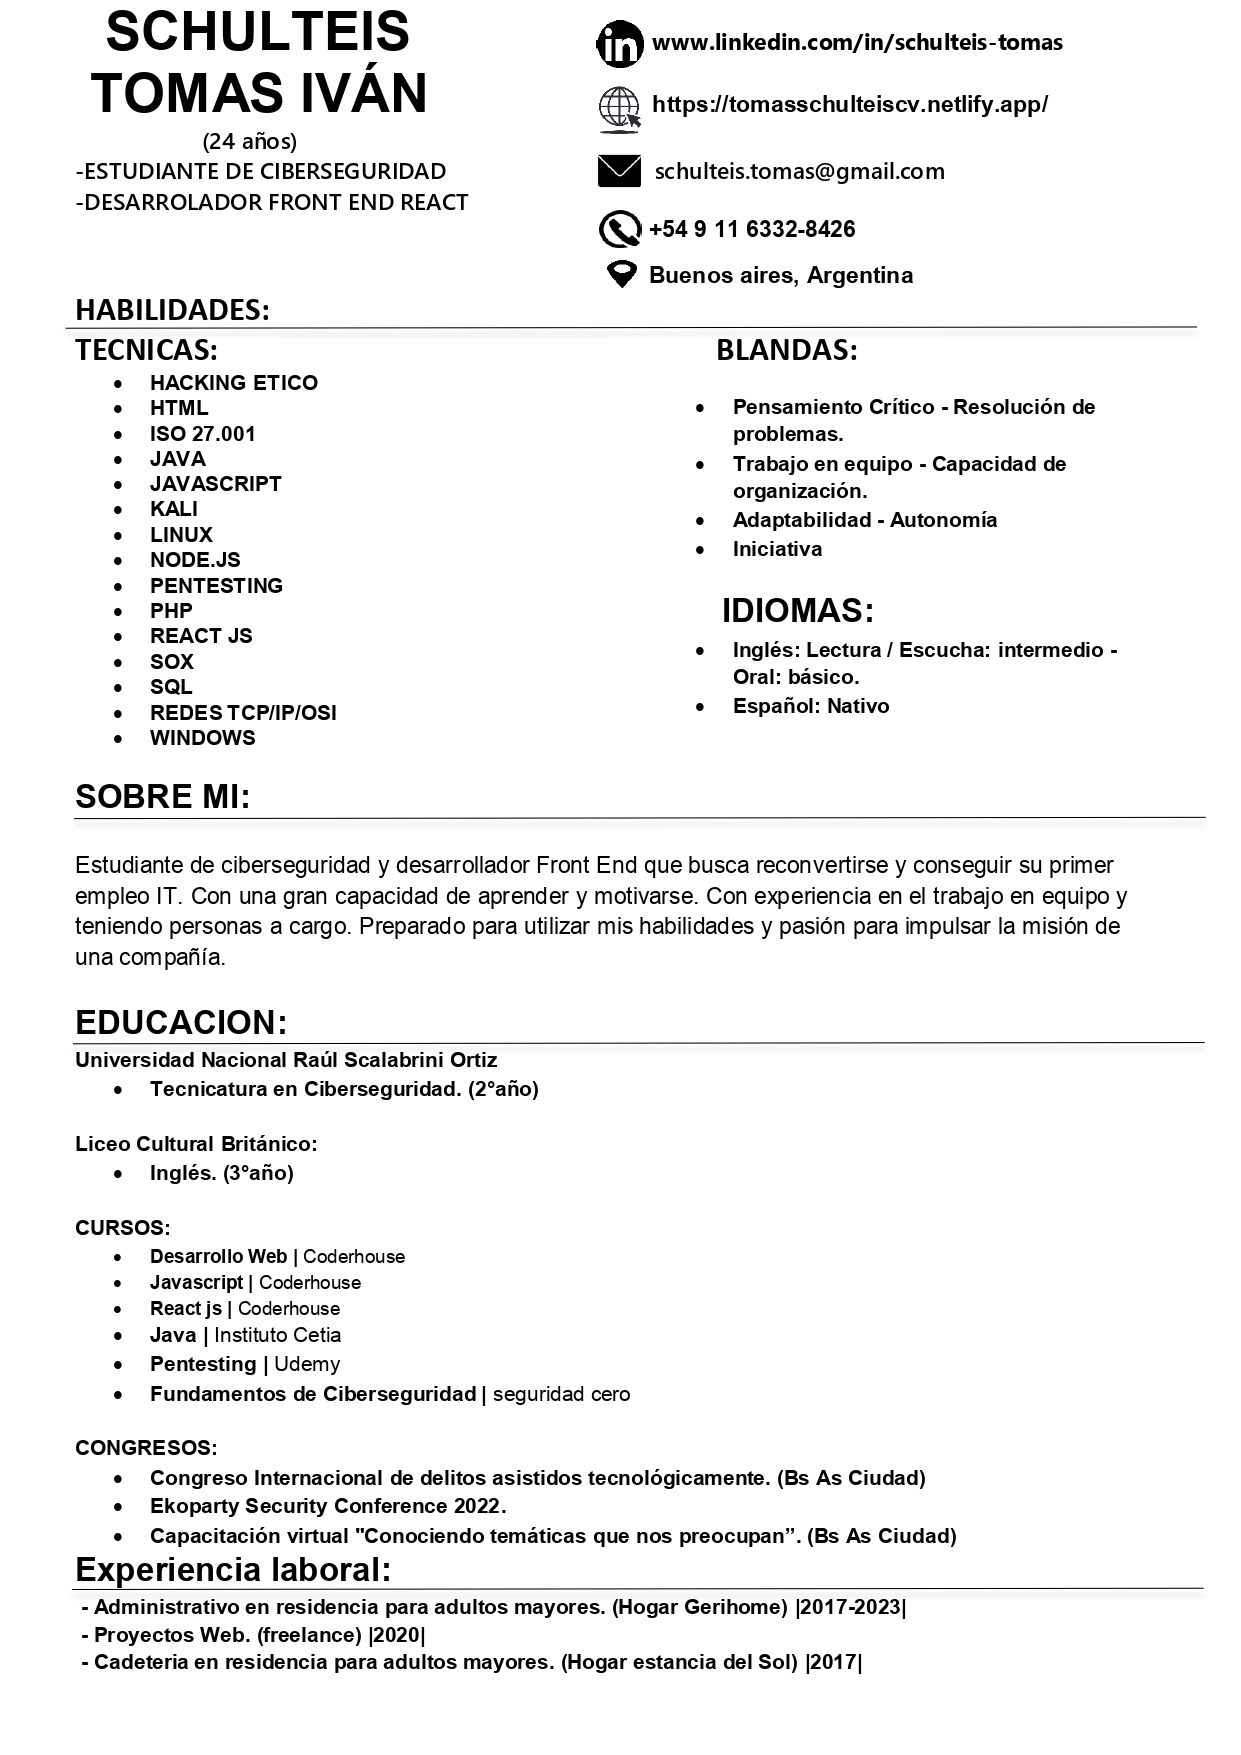 SCHULTEIS
TOMAS IVÁN
(24 años)
-ESTUDIANTE DE CIBERSEGURIDAD
-DESARROLADOR FRONT END REACT
www.linkedin.com/in/schulteis-tomas
https://tomasschulteiscv.netlify.app/
schulteis.tomas@gmail.com
+54 9 11 6332-8426
Buenos aires, Argentina
HABILIDADES:
TECNICAS:
• HACKING ETICO
• HTML
• ISO 27.001
• JAVA
• JAVASCRIPT
• KALI
• LINUX
• NODE.JS
• PENTESTING
• PHP
• REACT JS
• SOX
• SQL
• REDES TCP/IP/OSI
• WINDOWS
BLANDAS:
• Pensamiento Crítico - Resolución de
problemas.
• Trabajo en equipo - Capacidad de
organización.
• Adaptabilidad - Autonomía
• Iniciativa
IDIOMAS:
• Inglés: Lectura / Escucha: intermedio -
Oral: básico.
• Español: Nativo
SOBRE MI:
Estudiante de ciberseguridad y desarrollador Front End que busca reconvertirse y conseguir su primer
empleo IT. Con una gran capacidad de aprender y motivarse. Con experiencia en el trabajo en equipo y
teniendo personas a cargo. Preparado para utilizar mis habilidades y pasión para impulsar la misión de
una compañía.
EDUCACION:
Universidad Nacional Raúl Scalabrini Ortiz
• Tecnicatura en Ciberseguridad. (2°año)
Liceo Cultural Británico:
• Inglés. (3°año)
CURSOS:
• Desarrollo Web | Coderhouse
• Javascript | Coderhouse
• React js | Coderhouse
• Java | Instituto Cetia
• Pentesting | Udemy
• Fundamentos de Ciberseguridad | seguridad cero
CONGRESOS:
• Congreso Internacional de delitos asistidos tecnológicamente. (Bs As Ciudad)
• Ekoparty Security Conference 2022.
• Capacitación virtual "Conociendo temáticas que nos preocupan”. (Bs As Ciudad)
Experiencia laboral:
- Administrativo en residencia para adultos mayores. (Hogar Gerihome) |2017-2023|
- Proyectos Web. (freelance) |2020|
- Cadeteria en residencia para adultos mayores. (Hogar estancia del Sol) |2017|